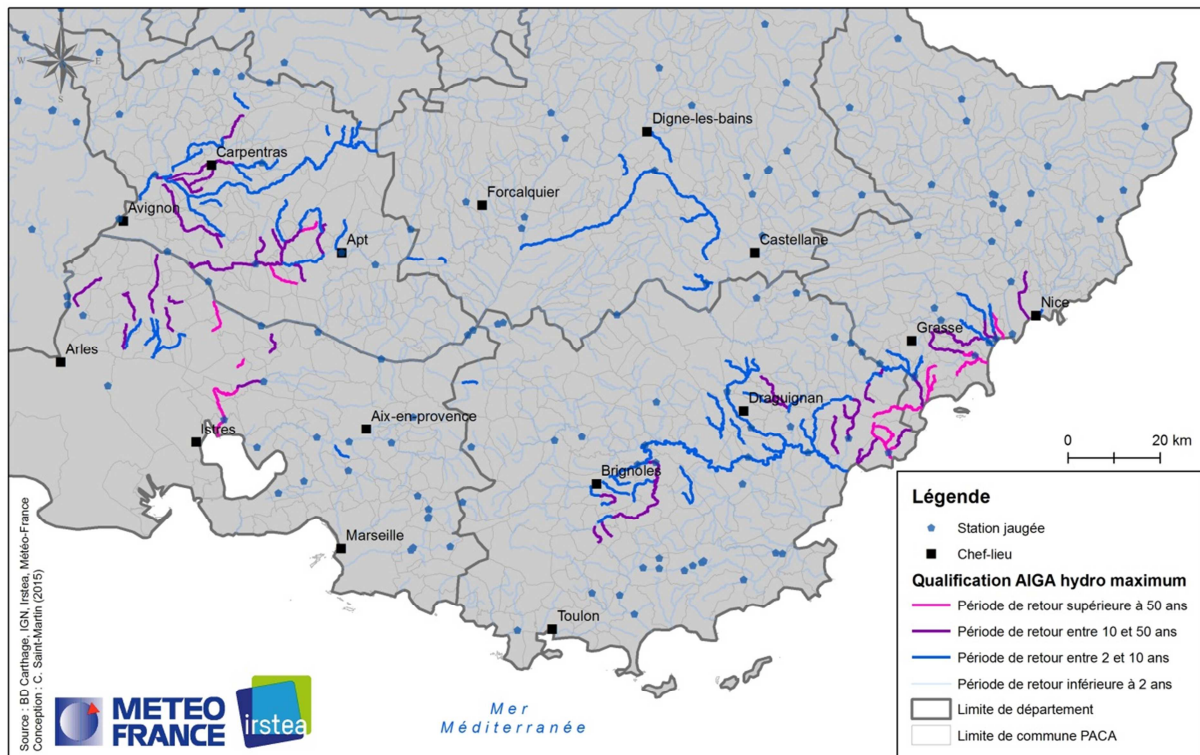 N
W
E
S
Digne-les-bains
Carpentras
Forcalquier
Avignon
Apt
Castellane
Nice
Grasse
Arles
Draguignan
Aix-en-provence
Istres
0 20 km
Brignoles
Marseille
Toulon
Mer
Méditerranée
Légende
Station jaugée
Chef-lieu
Qualification AIGA hydro maximum
Période de retour supérieure à 50 ans
Période de retour entre 10 et 50 ans
Période de retour entre 2 et 10 ans
Période de retour inférieure à 2 ans
Limite de département
Limite de commune PACA
Source : BD Carthage, IGN, Irstea, Météo-France
Conception : C. Saint-Martin (2015)
METEO
FRANCE
irstea